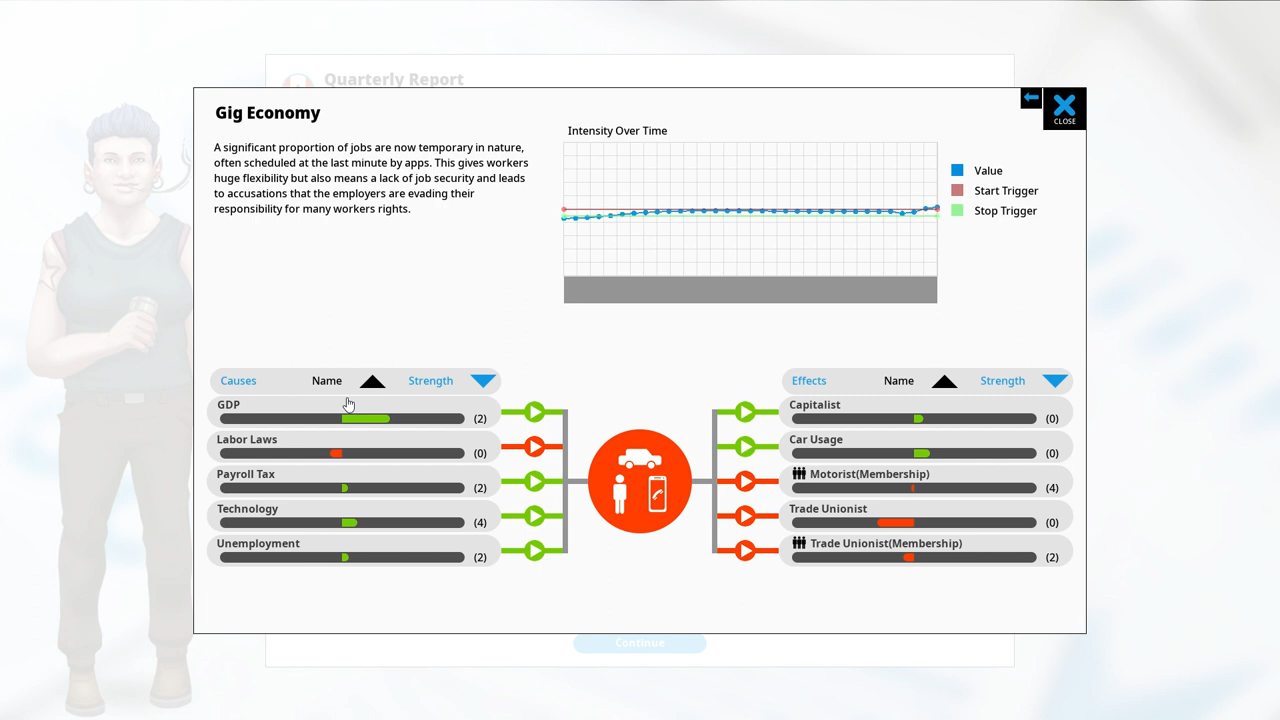 Quarterly Report
Gig Economy
CLOSE
A significant proportion of jobs are now temporary in nature,
often scheduled at the last minute by apps. This gives workers
huge flexibility but also means a lack of job security and leads
to accusations that the employers are evading their
responsibility for many workers rights.
Intensity Over Time
Value
Start Trigger
Stop Trigger
Causes Name Strength
GDP
(2)
Labor Laws
(0)
Payroll Tax
(2)
Technology
(4)
Unemployment
(2)
Effects Name Strength
Capitalist
(0)
Car Usage
(0)
Motorist(Membership)
(4)
Trade Unionist
(0)
Trade Unionist(Membership)
(2)
Continue